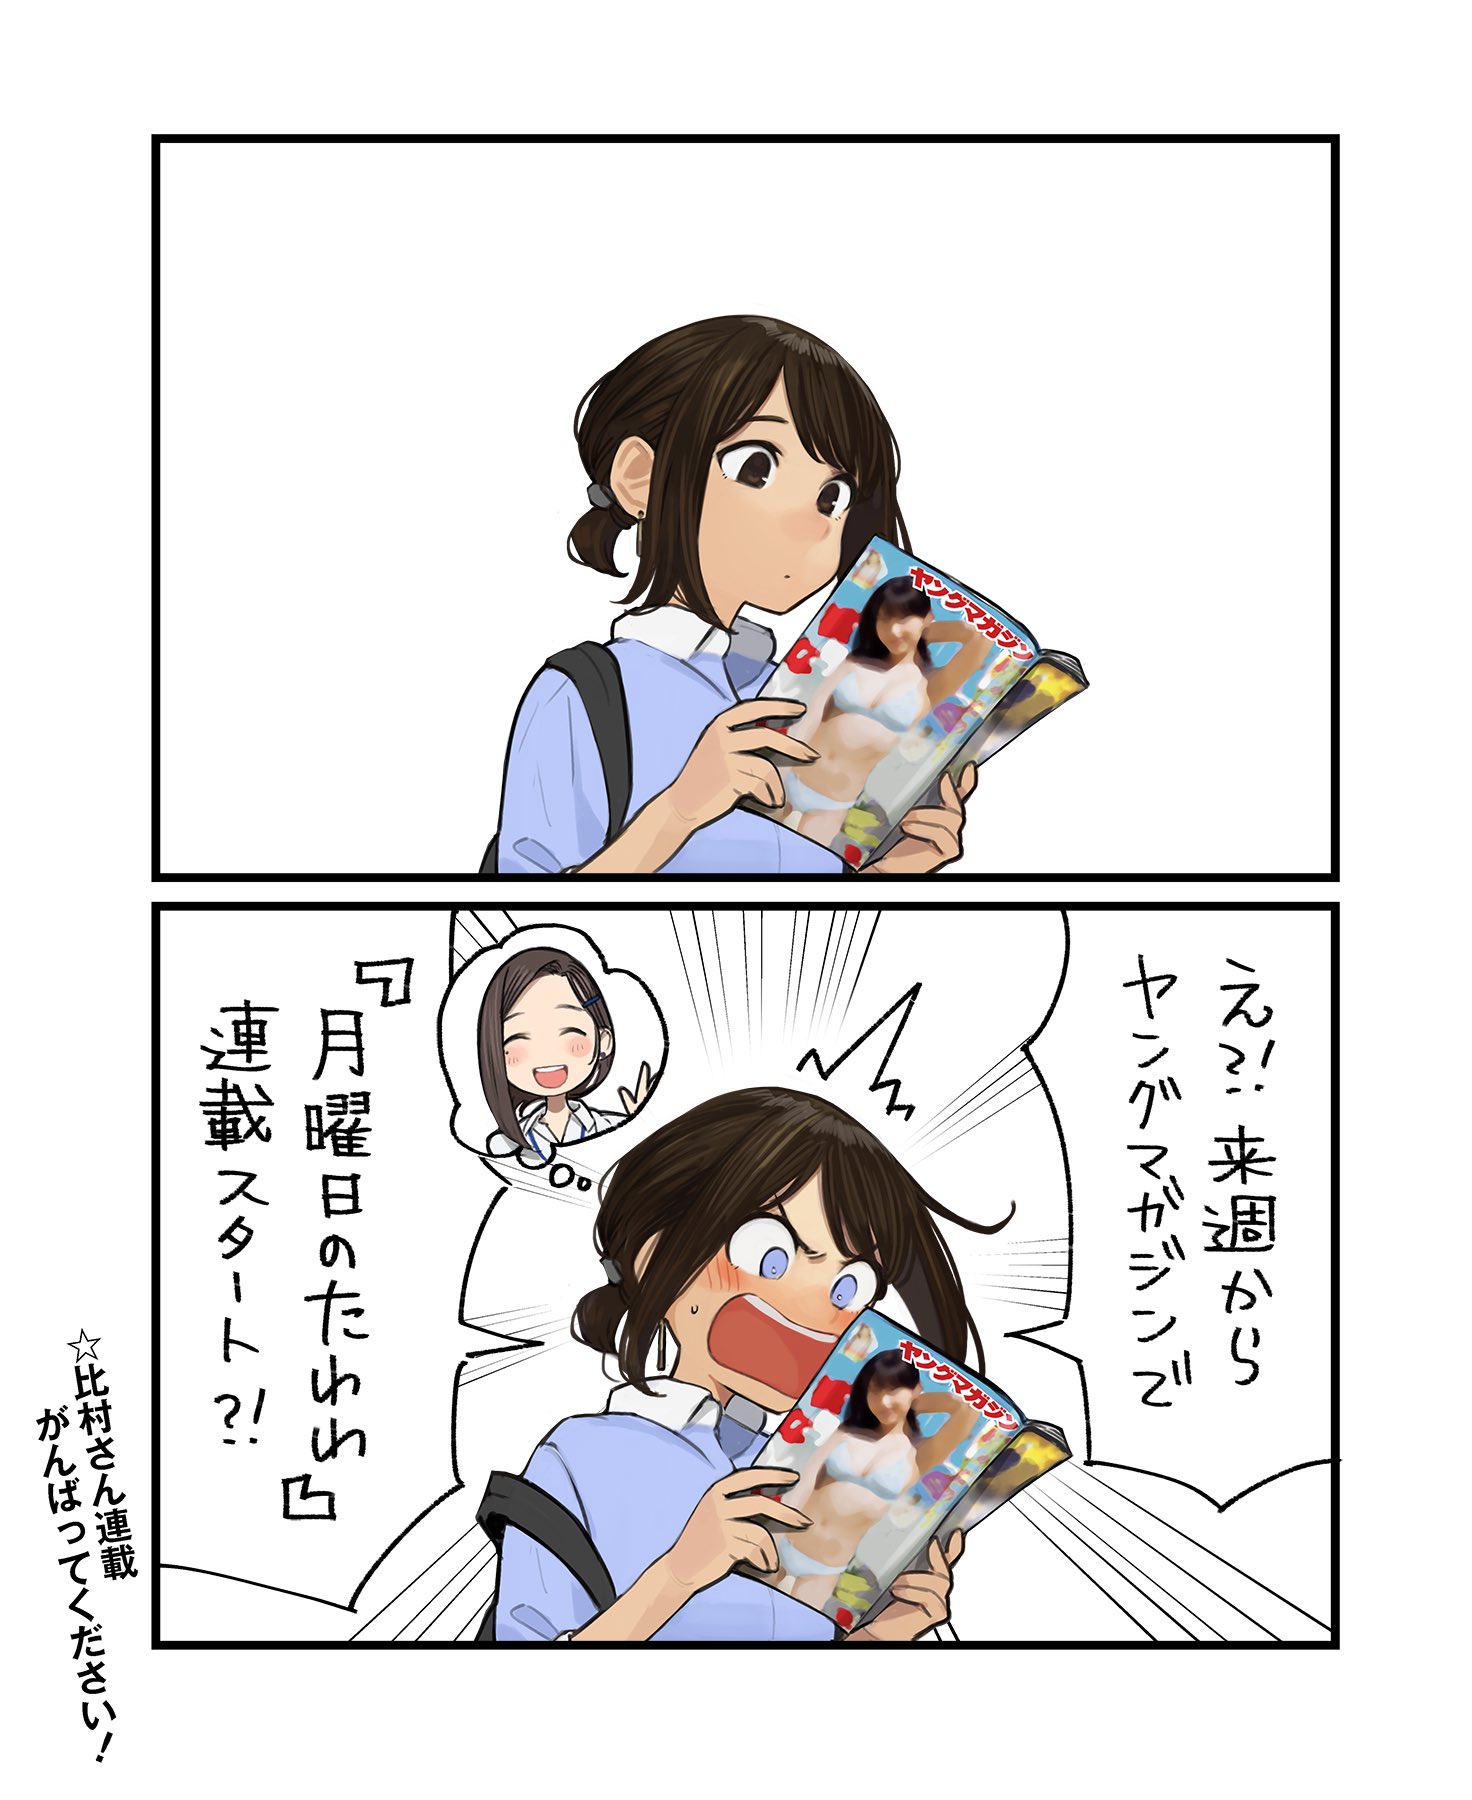 ヤングマガジン
え?! 来週から
ヤングマガジンで
『月曜日のたわわ』
連載スタート?!
ヤングマガジン
☆比村さん連載
がんばってください!